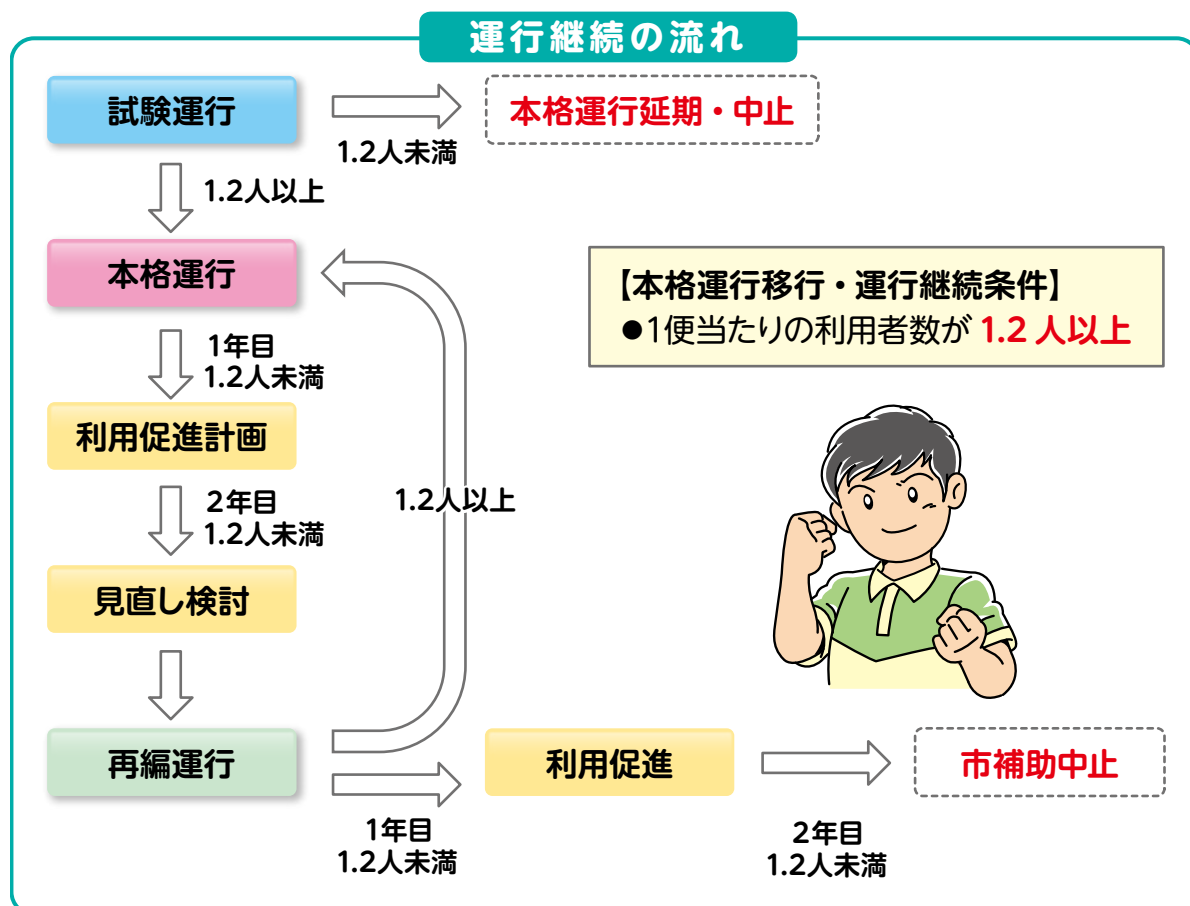 運行継続の流れ
試験運行
1.2人未満
本格運行延期・中止
1.2人以上
本格運行
【本格運行移行・運行継続条件】
●1便当たりの利用者数が 1.2 人以上
1年目
1.2人未満
利用促進計画
2年目
1.2人未満
1.2人以上
見直し検討
再編運行
1年目
1.2人未満
利用促進
2年目
1.2人未満
市補助中止